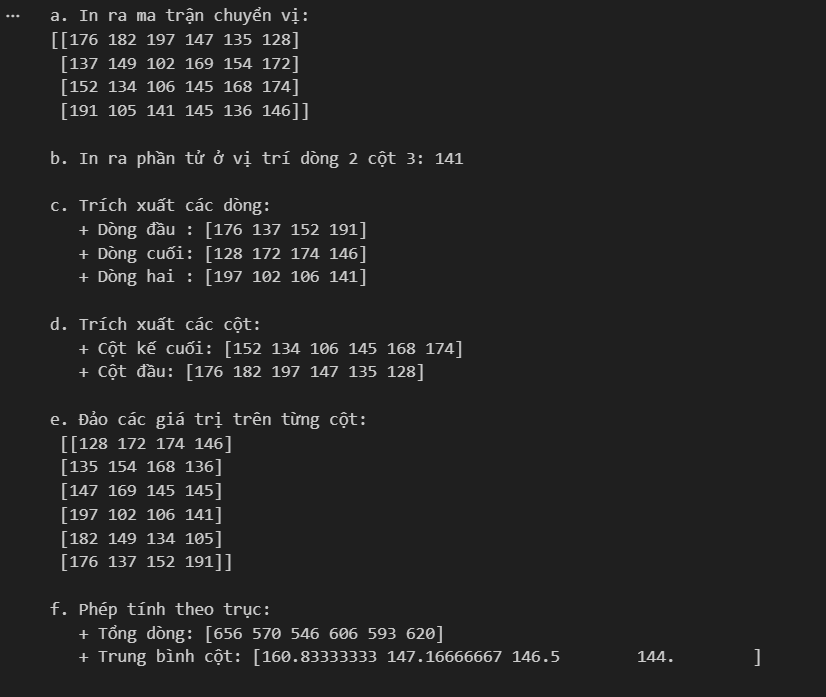 ...
a. In ra ma trận chuyển vị:
[[176 182 197 147 135 128]
[137 149 102 169 154 172]
[152 134 106 145 168 174]
[191 105 141 145 136 146]]
b. In ra phần tử ở vị trí dòng 2 cột 3: 141
c. Trích xuất các dòng:
+ Dòng đầu : [176 137 152 191]
+ Dòng cuối: [128 172 174 146]
+ Dòng hai : [197 102 106 141]
d. Trích xuất các cột:
+ Cột kế cuối: [152 134 106 145 168 174]
+ Cột đầu: [176 182 197 147 135 128]
e. Đảo các giá trị trên từng cột:
[[128 172 174 146]
[135 154 168 136]
[147 169 145 145]
[197 102 106 141]
[182 149 134 105]
[176 137 152 191]]
f. Phép tính theo trục:
+ Tổng dòng: [656 570 546 606 593 620]
+ Trung bình cột: [160.83333333 147.16666667 146.5        144.        ]